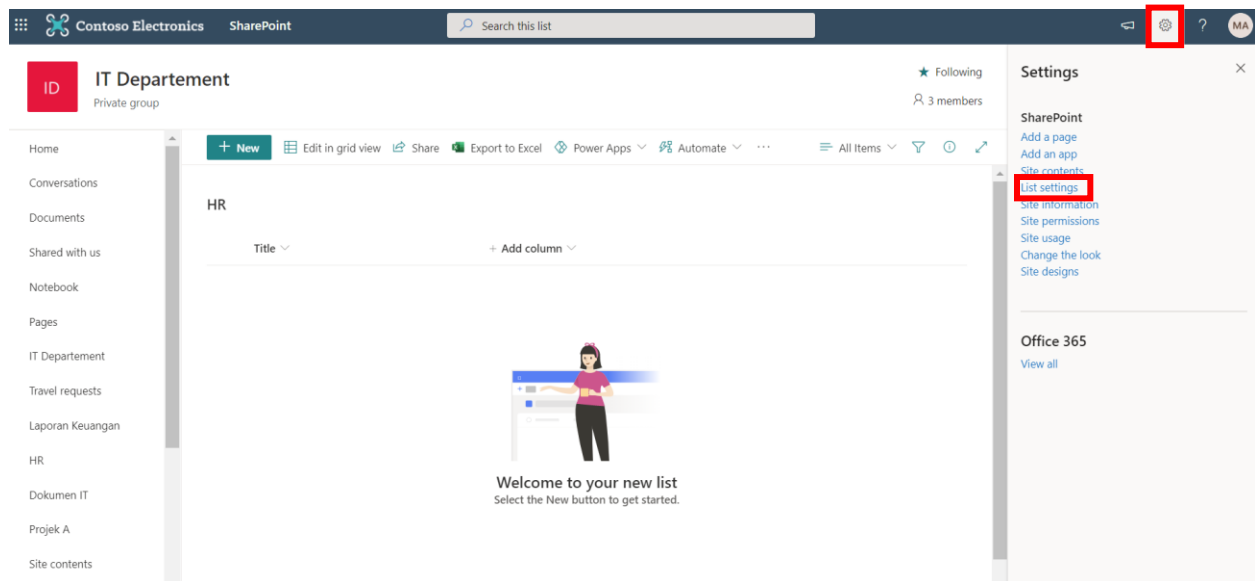 Contoso Electronics SharePoint Search this list ? MA
ID IT Departement
Private group
★ Following
3 members
Home
Conversations
Documents
Shared with us
Notebook
Pages
IT Departement
Travel requests
Laporan Keuangan
HR
Dokumen IT
Projek A
Site contents
+ New Edit in grid view Share Export to Excel Power Apps Automate ··· All Items
HR
Title + Add column
Welcome to your new list
Select the New button to get started.
Settings
SharePoint
Add a page
Add an app
Site contents
List settings
Site information
Site permissions
Site usage
Change the look
Site designs
Office 365
View all